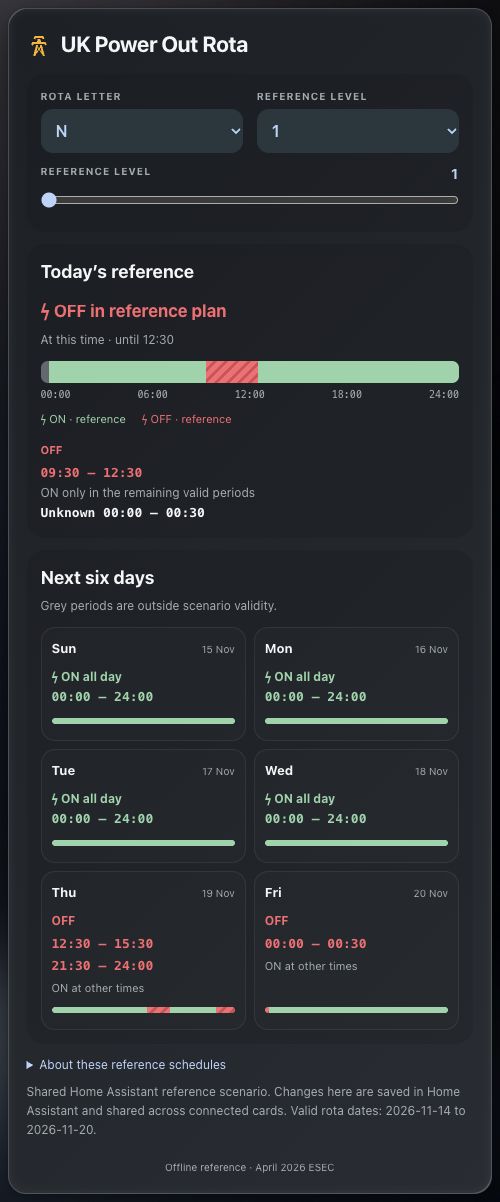 UK Power Out Rota
ROTA LETTER
REFERENCE LEVEL
N
1
REFERENCE LEVEL
1
Today’s reference
OFF in reference plan
At this time · until 12:30
00:00 06:00 12:00 18:00 24:00
ON · reference OFF · reference
OFF
09:30 – 12:30
ON only in the remaining valid periods
Unknown 00:00 – 00:30
Next six days
Grey periods are outside scenario validity.
Sun 15 Nov
ON all day
00:00 – 24:00
Mon 16 Nov
ON all day
00:00 – 24:00
Tue 17 Nov
ON all day
00:00 – 24:00
Wed 18 Nov
ON all day
00:00 – 24:00
Thu 19 Nov
OFF
12:30 – 15:30
21:30 – 24:00
ON at other times
Fri 20 Nov
OFF
00:00 – 00:30
ON at other times
About these reference schedules
Shared Home Assistant reference scenario. Changes here are saved in Home
Assistant and shared across connected cards. Valid rota dates: 2026-11-14 to
2026-11-20.
Offline reference · April 2026 ESEC